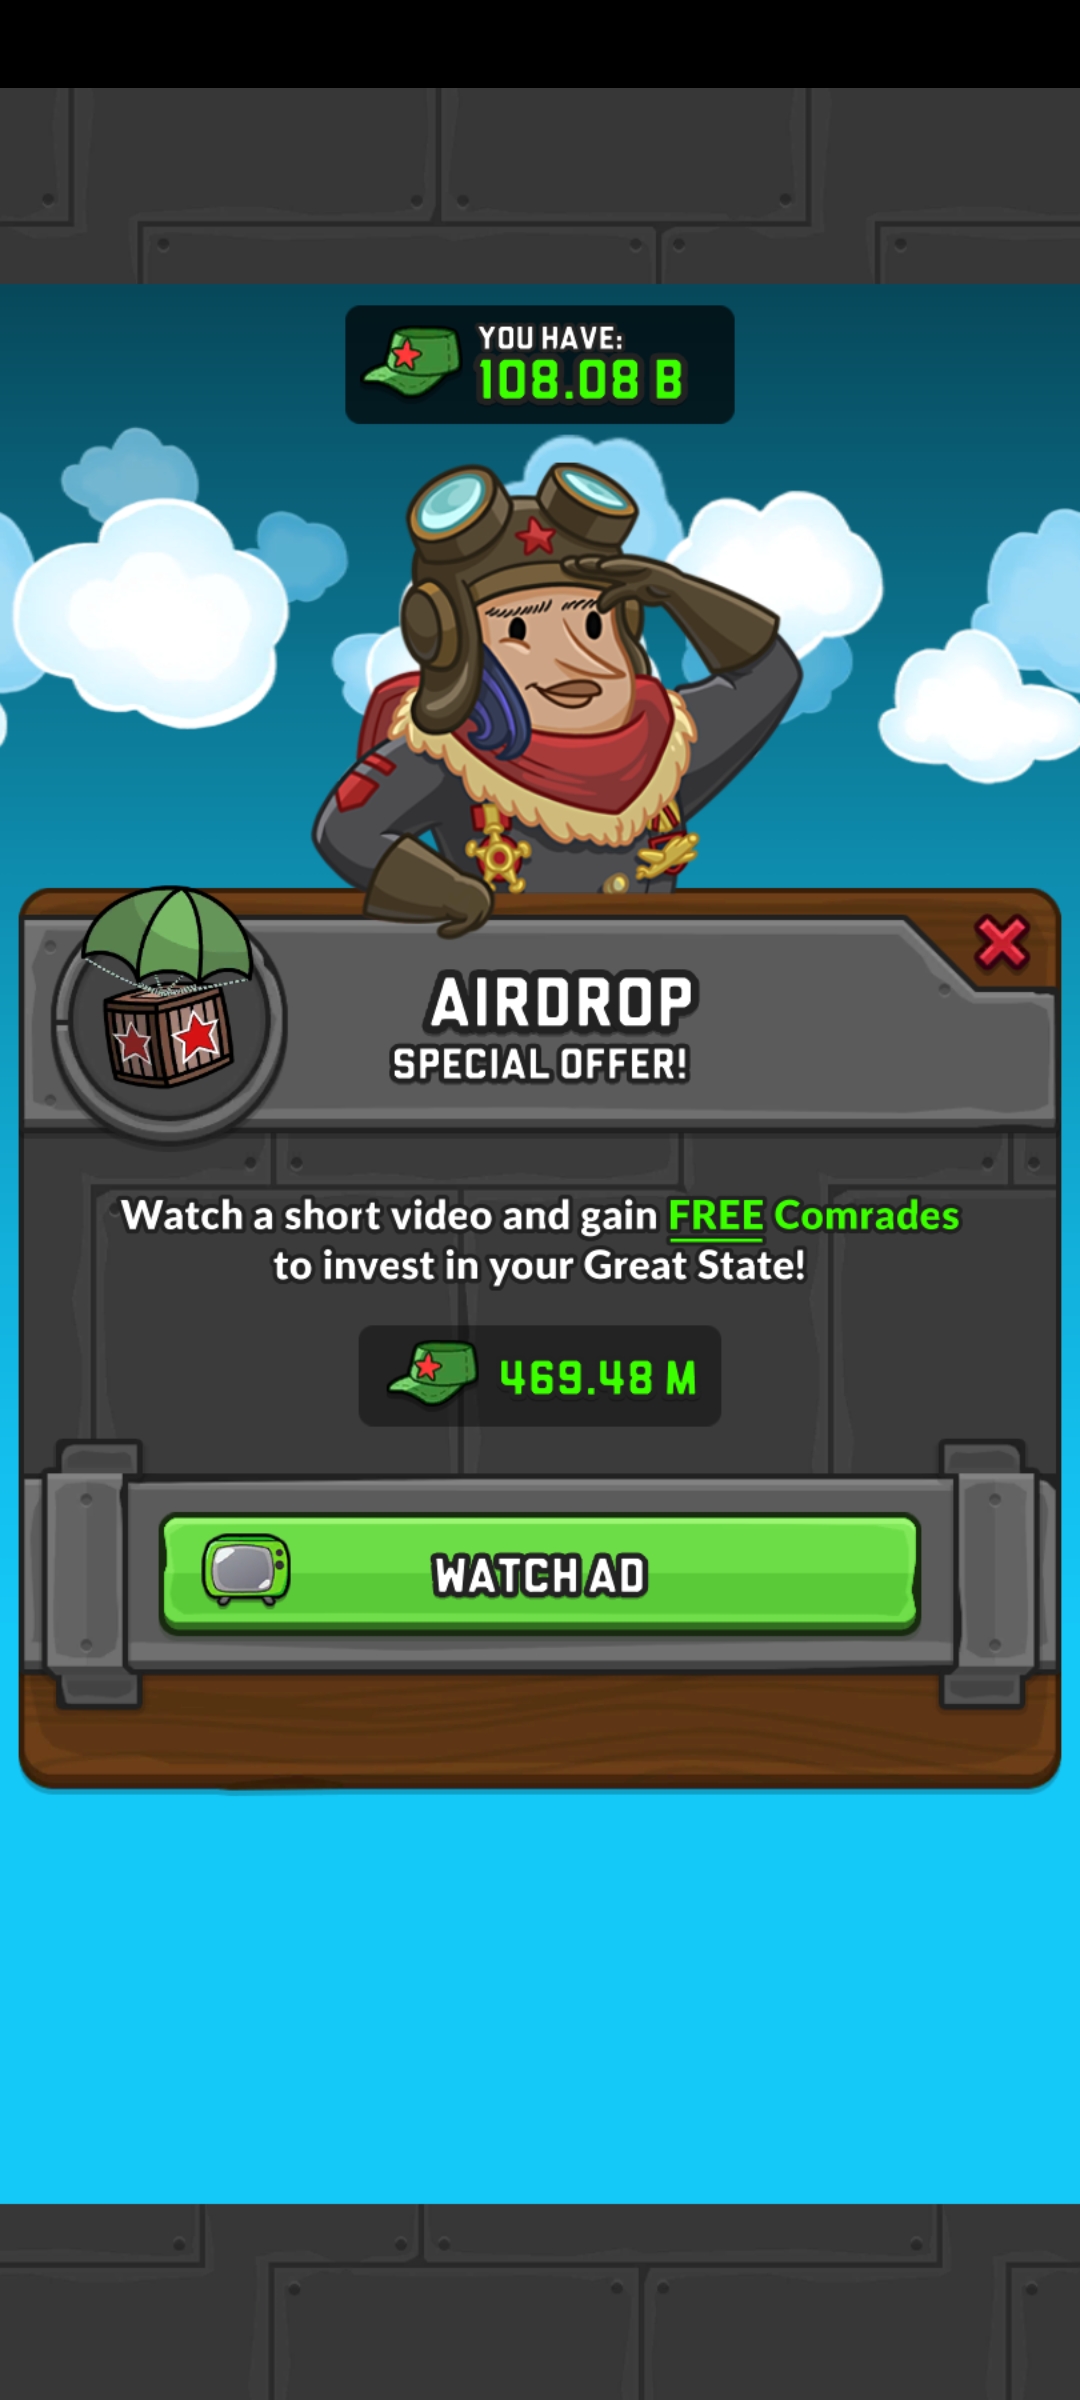 YOU HAVE:
108.08 B
AIRDROP
SPECIAL OFFER!
Watch a short video and gain FREE Comrades
to invest in your Great State!
469.48 M
WATCH AD